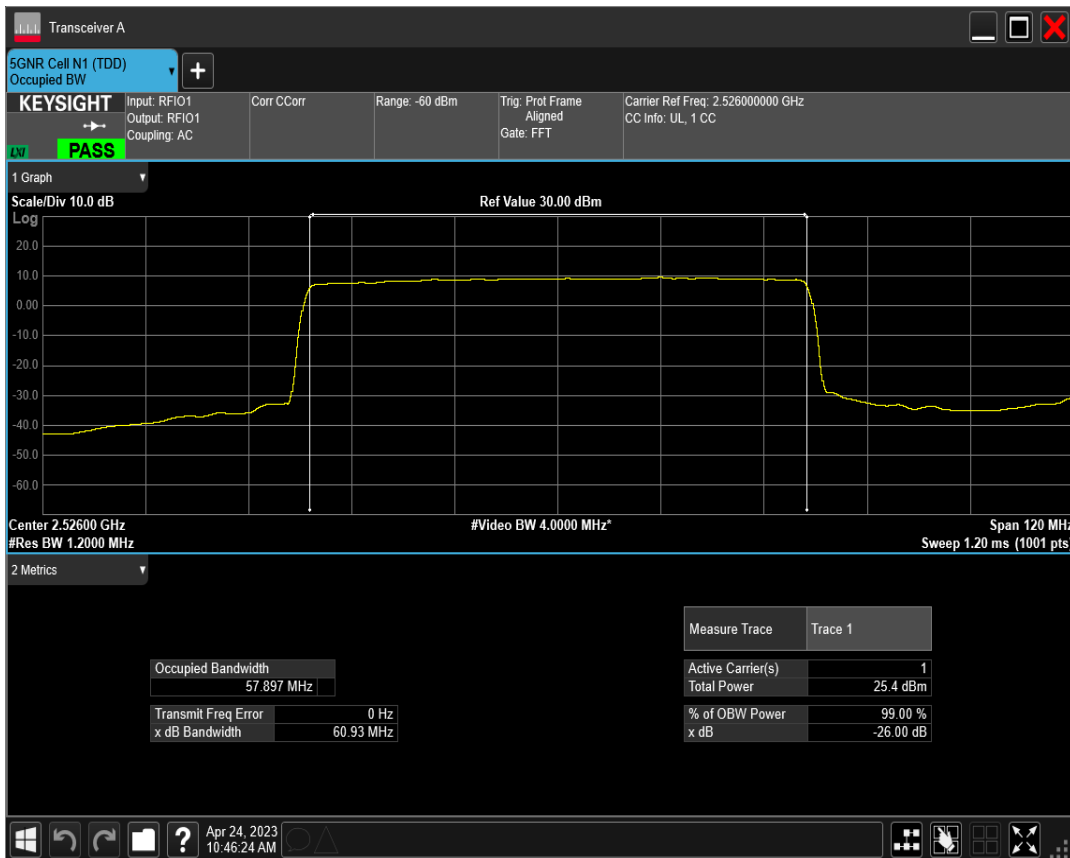 Transceiver A
5GNR Cell N1 (TDD)
Occupied BW
+
KEYSIGHT
LXI
PASS
Input: RFIO1
Output: RFIO1
Coupling: AC
Corr CCorr
Range: -60 dBm
Trig: Prot Frame
Aligned
Gate: FFT
Carrier Ref Freq: 2.526000000 GHz
CC Info: UL, 1 CC
1 Graph
Scale/Div 10.0 dB
Ref Value 30.00 dBm
Log
20.0
10.0
0.00
-10.0
-20.0
-30.0
-40.0
-50.0
-60.0
Center 2.52600 GHz
#Video BW 4.0000 MHz*
Span 120 MHz
#Res BW 1.2000 MHz
Sweep 1.20 ms (1001 pts)
2 Metrics
Measure Trace Trace 1
Occupied Bandwidth
57.897 MHz
Active Carrier(s) 1
Total Power 25.4 dBm
Transmit Freq Error 0 Hz
x dB Bandwidth 60.93 MHz
% of OBW Power 99.00 %
x dB -26.00 dB
?
Apr 24, 2023
10:46:24 AM